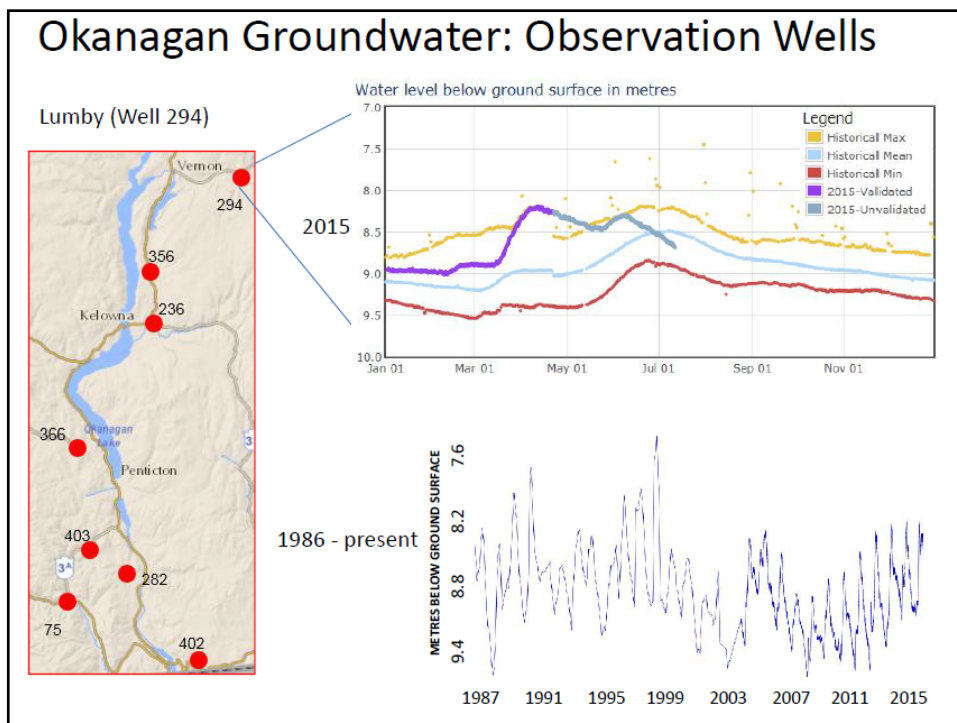 Okanagan Groundwater: Observation Wells
Lumby (Well 294)
Vernon
294
356
236
Kelowna
366
Okanagan
Lake
3
Penticton
403
3A
282
75
402
2015
Water level below ground surface in metres
7.0
7.5
8.0
8.5
9.0
9.5
10.0
Jan 01
Mar 01
May 01
Jul 01
Sep 01
Nov 01
Legend
Historical Max
Historical Mean
Historical Min
2015-Validated
2015-Unvalidated
1986 - present
METRES BELOW GROUND SURFACE
7.6
8.2
8.8
9.4
1987
1991
1995
1999
2003
2007
2011
2015